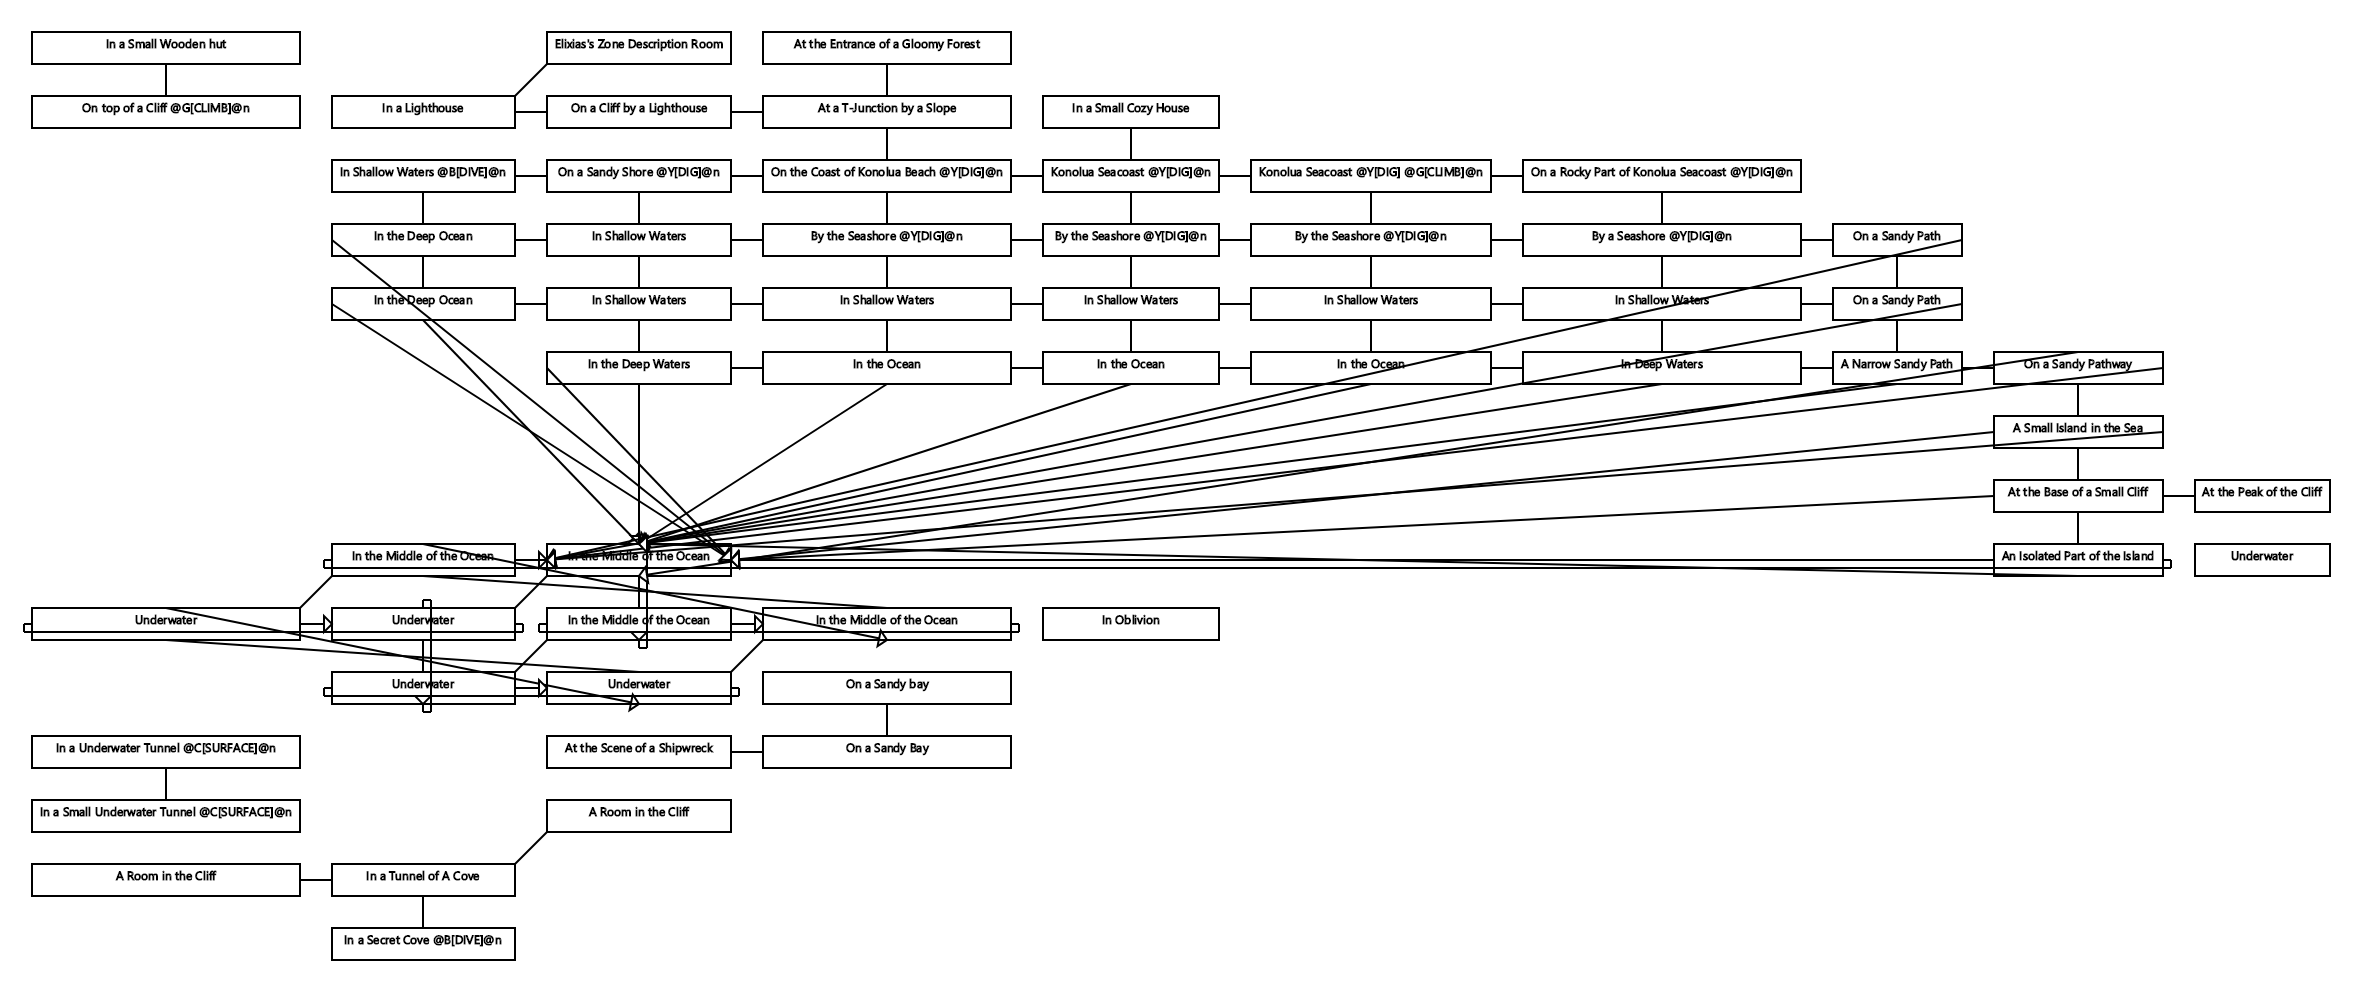 In a Small Wooden hut
Elixias's Zone Description Room
At the Entrance of a Gloomy Forest
On top of a Cliff @G[CLIMB]@n
In a Lighthouse
On a Cliff by a Lighthouse
At a T-Junction by a Slope
In a Small Cozy House
In Shallow Waters @B[DIVE]@n
On a Sandy Shore @Y[DIG]@n
On the Coast of Konolua Beach @Y[DIG]@n
Konolua Seacoast @Y[DIG]@n
Konolua Seacoast @Y[DIG] @G[CLIMB]@n
On a Rocky Part of Konolua Seacoast @Y[DIG]@n
In the Deep Ocean
In Shallow Waters
By the Seashore @Y[DIG]@n
By the Seashore @Y[DIG]@n
By the Seashore @Y[DIG]@n
By a Seashore @Y[DIG]@n
On a Sandy Path
In the Deep Ocean
In Shallow Waters
In Shallow Waters
In Shallow Waters
In Shallow Waters
In Shallow Waters
On a Sandy Path
In the Deep Waters
In the Ocean
In the Ocean
In the Ocean
In Deep Waters
A Narrow Sandy Path
On a Sandy Pathway
A Small Island in the Sea
At the Base of a Small Cliff
At the Peak of the Cliff
In the Middle of the Ocean
In the Middle of the Ocean
An Isolated Part of the Island
Underwater
Underwater
Underwater
In the Middle of the Ocean
In the Middle of the Ocean
In Oblivion
Underwater
Underwater
On a Sandy bay
In a Underwater Tunnel @C[SURFACE]@n
At the Scene of a Shipwreck
On a Sandy Bay
In a Small Underwater Tunnel @C[SURFACE]@n
A Room in the Cliff
A Room in the Cliff
In a Tunnel of A Cove
In a Secret Cove @B[DIVE]@n